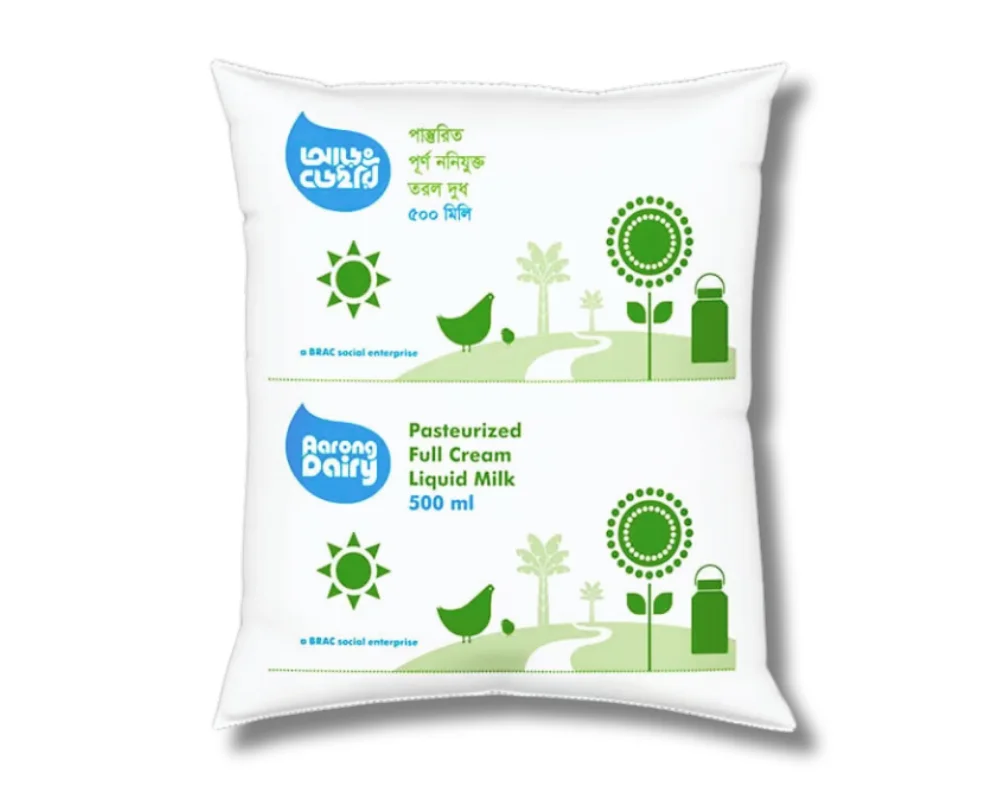 আড়ং
ডেইরি
পাস্তুরিত
পূর্ণ ননিযুক্ত
তরল দুধ
৫০০ মিলি
a BRAC social enterprise
Aarong
Dairy
Pasteurized
Full Cream
Liquid Milk
500 ml
a BRAC social enterprise